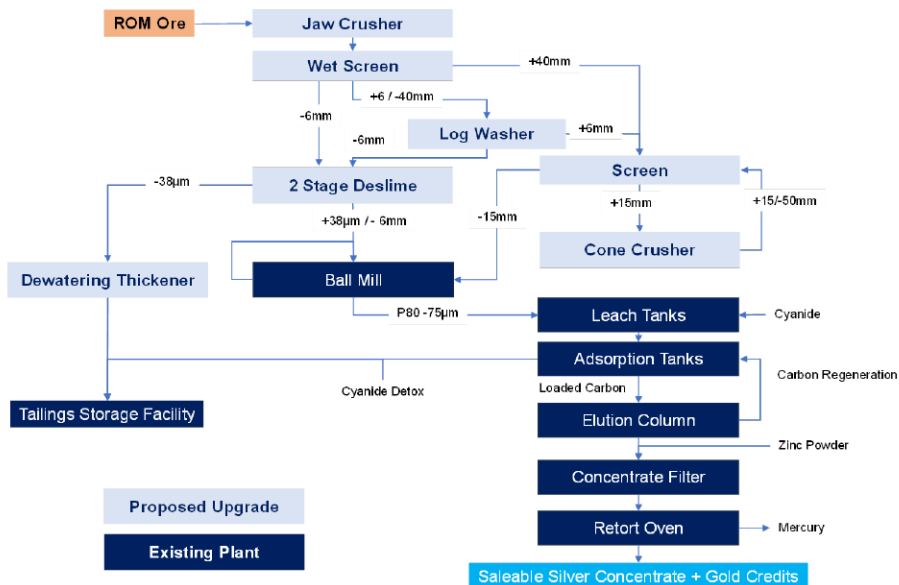 ROM Ore
Jaw Crusher
Wet Screen
+40mm
+6 / -40mm
-6mm
Log Washer
+6mm
-6mm
Screen
-38µm
2 Stage Deslime
+15mm
+15/-50mm
-15mm
+38µm / - 6mm
Cone Crusher
Dewatering Thickener
Ball Mill
P80 -75µm
Leach Tanks
Cyanide
Adsorption Tanks
Carbon Regeneration
Cyanide Detox
Loaded Carbon
Tailings Storage Facility
Elution Column
Zinc Powder
Concentrate Filter
Proposed Upgrade
Retort Oven
Mercury
Existing Plant
Saleable Silver Concentrate + Gold Credits